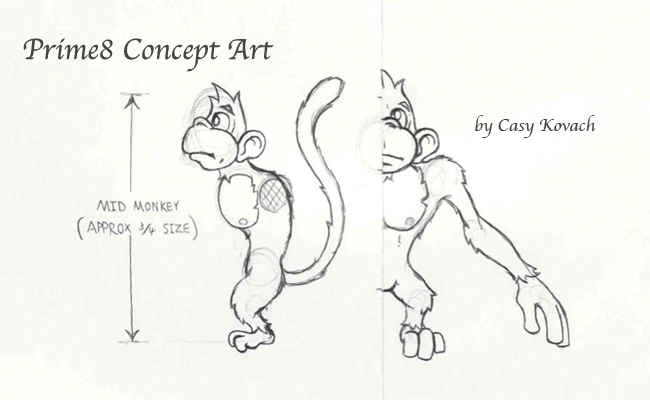 Prime8 Concept Art
by Casy Kovach
MID MONKEY
(APPROX 3/4 SIZE)